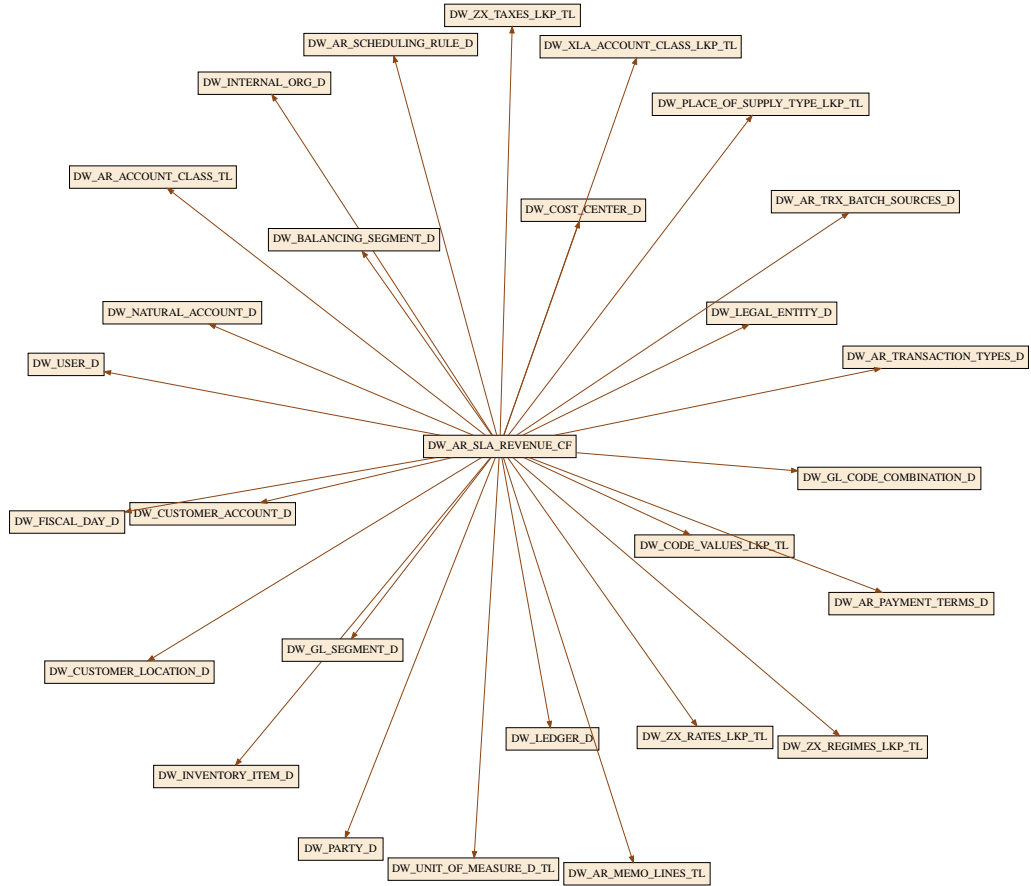 DW_ZX_TAXES_LKP_TL
DW_AR_SCHEDULING_RULE_D
DW_XLA_ACCOUNT_CLASS_LKP_TL
DW_INTERNAL_ORG_D
DW_PLACE_OF_SUPPLY_TYPE_LKP_TL
DW_AR_ACCOUNT_CLASS_TL
DW_AR_TRX_BATCH_SOURCES_D
DW_COST_CENTER_D
DW_BALANCING_SEGMENT_D
DW_NATURAL_ACCOUNT_D
DW_LEGAL_ENTITY_D
DW_USER_D
DW_AR_TRANSACTION_TYPES_D
DW_AR_SLA_REVENUE_CF
DW_GL_CODE_COMBINATION_D
DW_FISCAL_DAY_D
DW_CUSTOMER_ACCOUNT_D
DW_CODE_VALUES_LKP_TL
DW_AR_PAYMENT_TERMS_D
DW_GL_SEGMENT_D
DW_CUSTOMER_LOCATION_D
DW_LEDGER_D
DW_ZX_RATES_LKP_TL
DW_ZX_REGIMES_LKP_TL
DW_INVENTORY_ITEM_D
DW_PARTY_D
DW_UNIT_OF_MEASURE_D_TL
DW_AR_MEMO_LINES_TL